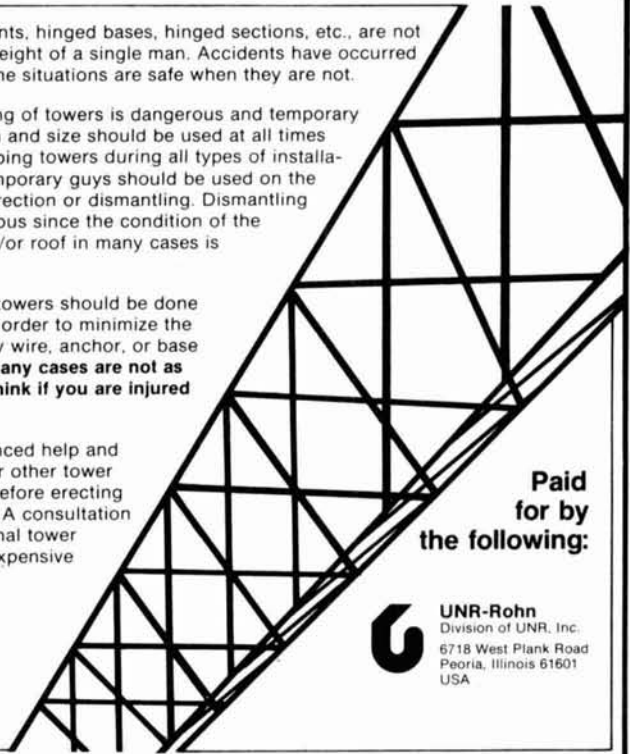 nts, hinged bases, hinged sections, etc., are not
eight of a single man. Accidents have occurred
ne situations are safe when they are not.
ng of towers is dangerous and temporary
and size should be used at all times
bing towers during all types of installa-
mporary guys should be used on the
rection or dismantling. Dismantling
ous since the condition of the
/or roof in many cases is
towers should be done
order to minimize the
y wire, anchor, or base
any cases are not as
hink if you are injured
nced help and
r other tower
efore erecting
A consultation
nal tower
xpensive
Paid
for by
the following:
UNR-Rohn
Division of UNR, Inc.
6718 West Plank Road
Peoria, Illinois 61601
USA